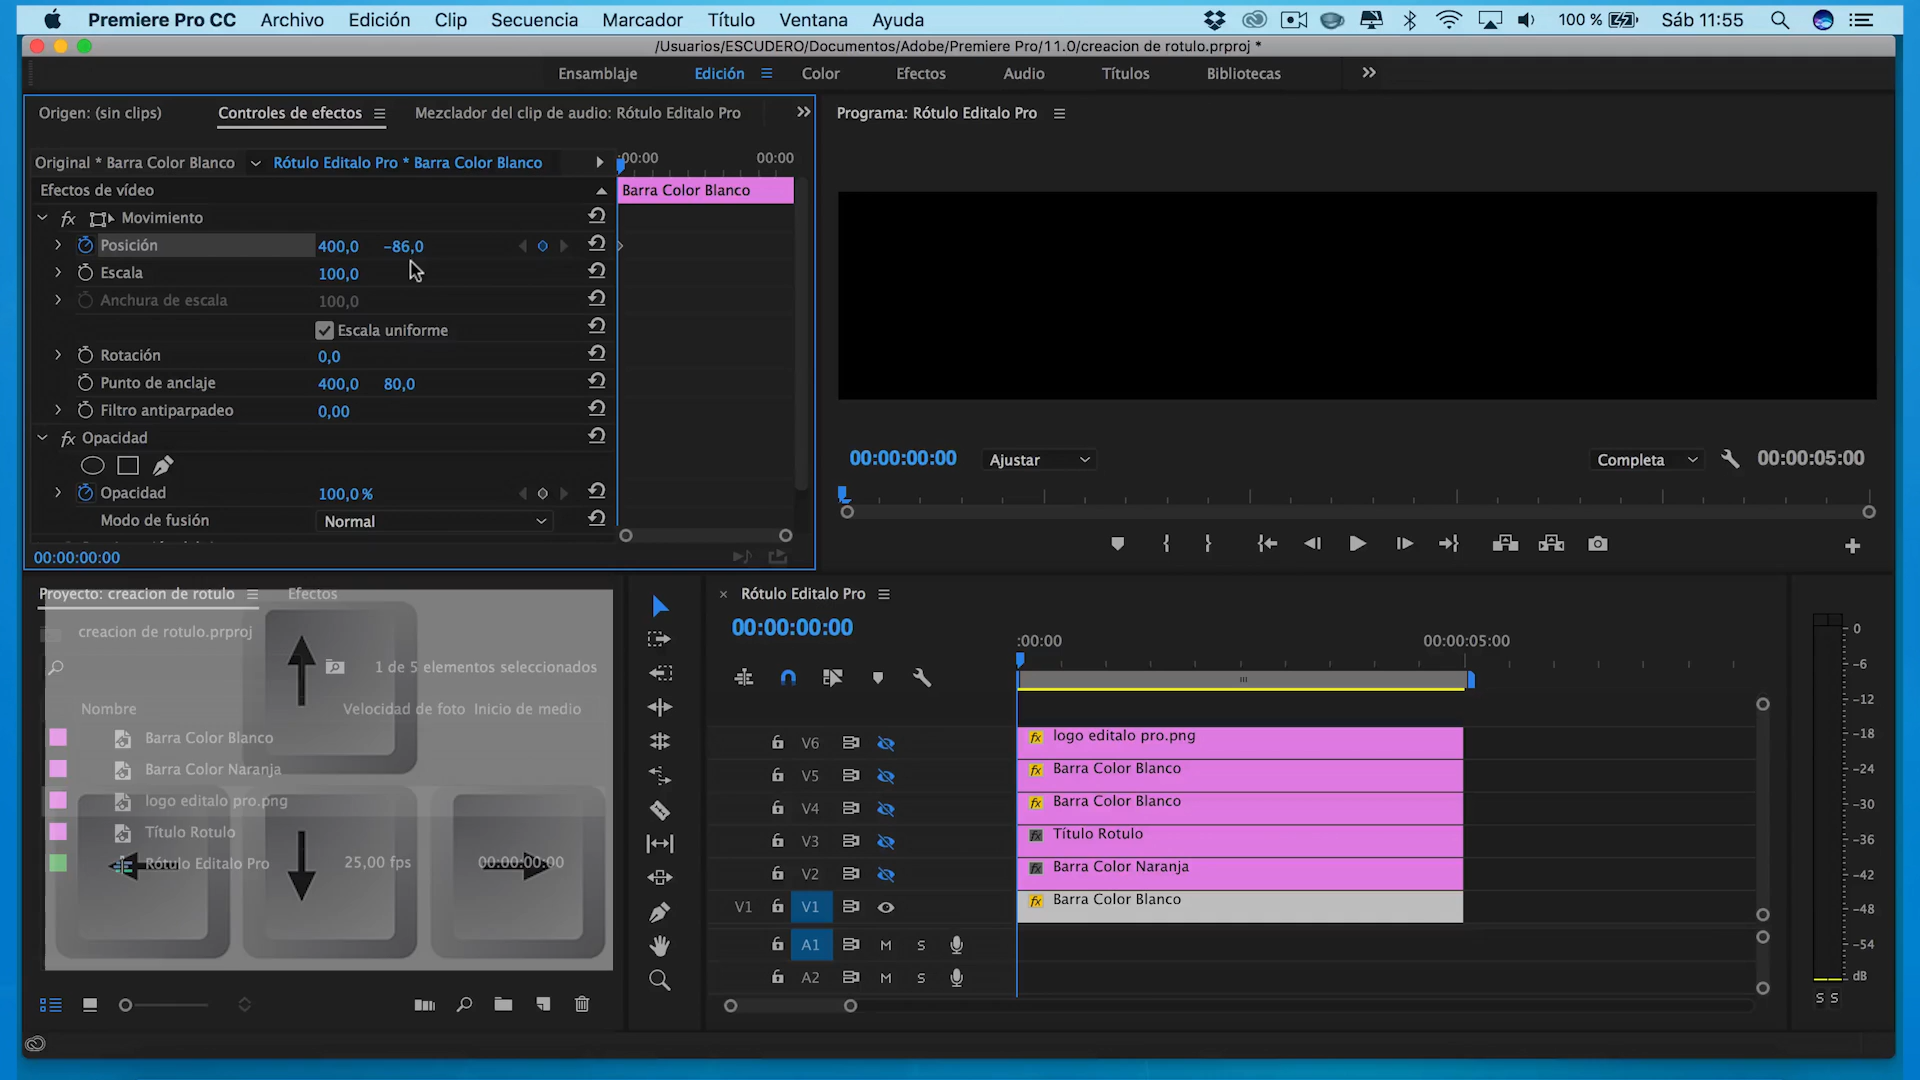 Premiere Pro CC Archivo Edición Clip Secuencia Marcador Título Ventana Ayuda 100 % Sáb 11:55
/Usuarios/ESCUDERO/Documentos/Adobe/Premiere Pro/11.0/creacion de rotulo.prproj *
Ensamblaje Edición Color Efectos Audio Títulos Bibliotecas
Origen: (sin clips) Controles de efectos Mezclador del clip de audio: Rótulo Editalo Pro
Programa: Rótulo Editalo Pro
Original * Barra Color Blanco Rótulo Editalo Pro * Barra Color Blanco :00:00 00:00
Efectos de vídeo Barra Color Blanco
fx Movimiento
Posición 400,0 -86,0
Escala 100,0
Anchura de escala 100,0
Escala uniforme
Rotación 0,0
Punto de anclaje 400,0 80,0
Filtro antiparpadeo 0,00
fx Opacidad
Opacidad 100,0 %
Modo de fusión Normal
00:00:00:00
00:00:00:00 Ajustar Completa 00:00:05:00
Proyecto: creacion de rotulo Efectos
creacion de rotulo.prproj
1 de 5 elementos seleccionados
Nombre Velocidad de foto Inicio de medio
Barra Color Blanco
Barra Color Naranja
logo editalo pro.png
Título Rotulo
Rótulo Editalo Pro 25,00 fps 00:00:00:00
× Rótulo Editalo Pro
00:00:00:00
:00:00 00:00:05:00
V6 fx logo editalo pro.png
V5 fx Barra Color Blanco
V4 fx Barra Color Blanco
V3 fx Título Rotulo
V2 fx Barra Color Naranja
V1 V1 fx Barra Color Blanco
A1 M S
A2 M S
0
-6
-12
-18
-24
-30
-36
-42
-48
-54
dB
S S